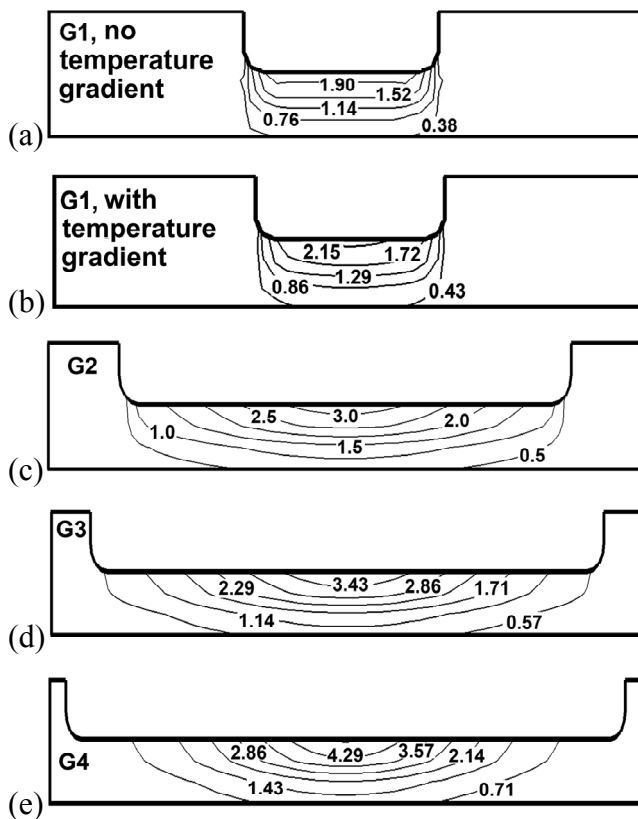 G1, no
temperature
gradient
1.90
1.52
1.14
0.76
0.38
(a)
G1, with
temperature
gradient
2.15
1.72
1.29
0.86
0.43
(b)
G2
2.5
3.0
2.0
1.0
1.5
0.5
(c)
G3
2.29
3.43
2.86
1.71
1.14
0.57
(d)
G4
2.86
4.29
3.57
2.14
1.43
0.71
(e)